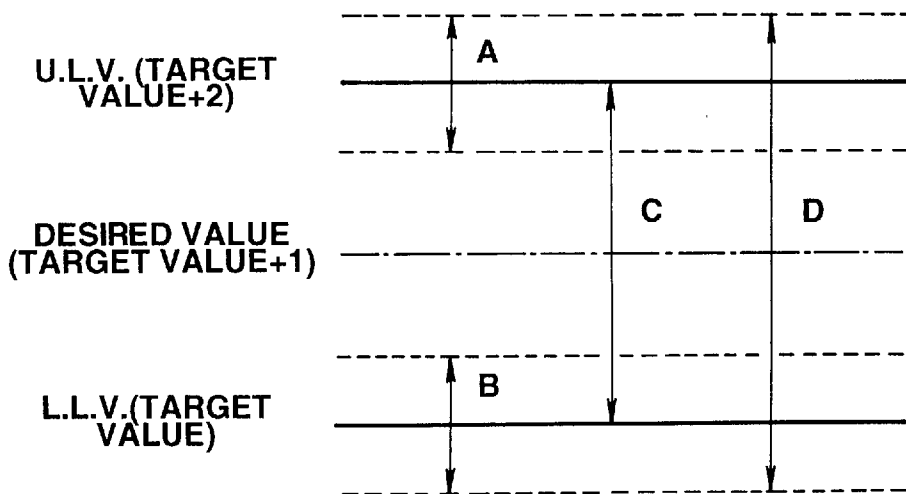 A
U.L.V. (TARGET
VALUE+2)
C
D
DESIRED VALUE
(TARGET VALUE+1)
B
L.L.V.(TARGET
VALUE)